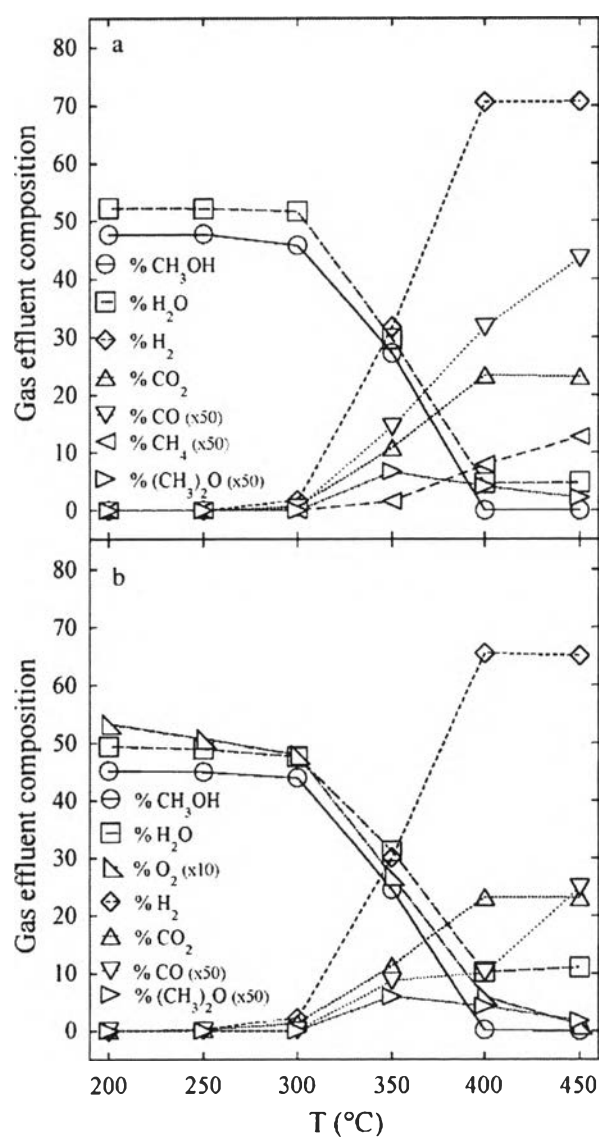 a
80
70
60
50
40
30
20
10
0
Gas effluent composition
% CH₃OH
% H₂O
% H₂
% CO₂
% CO (x50)
% CH₄ (x50)
% (CH₃)₂O (x50)
b
80
70
60
50
40
30
20
10
0
Gas effluent composition
% CH₃OH
% H₂O
% O₂ (x10)
% H₂
% CO₂
% CO (x50)
% (CH₃)₂O (x50)
200 250 300 350 400 450
T (°C)